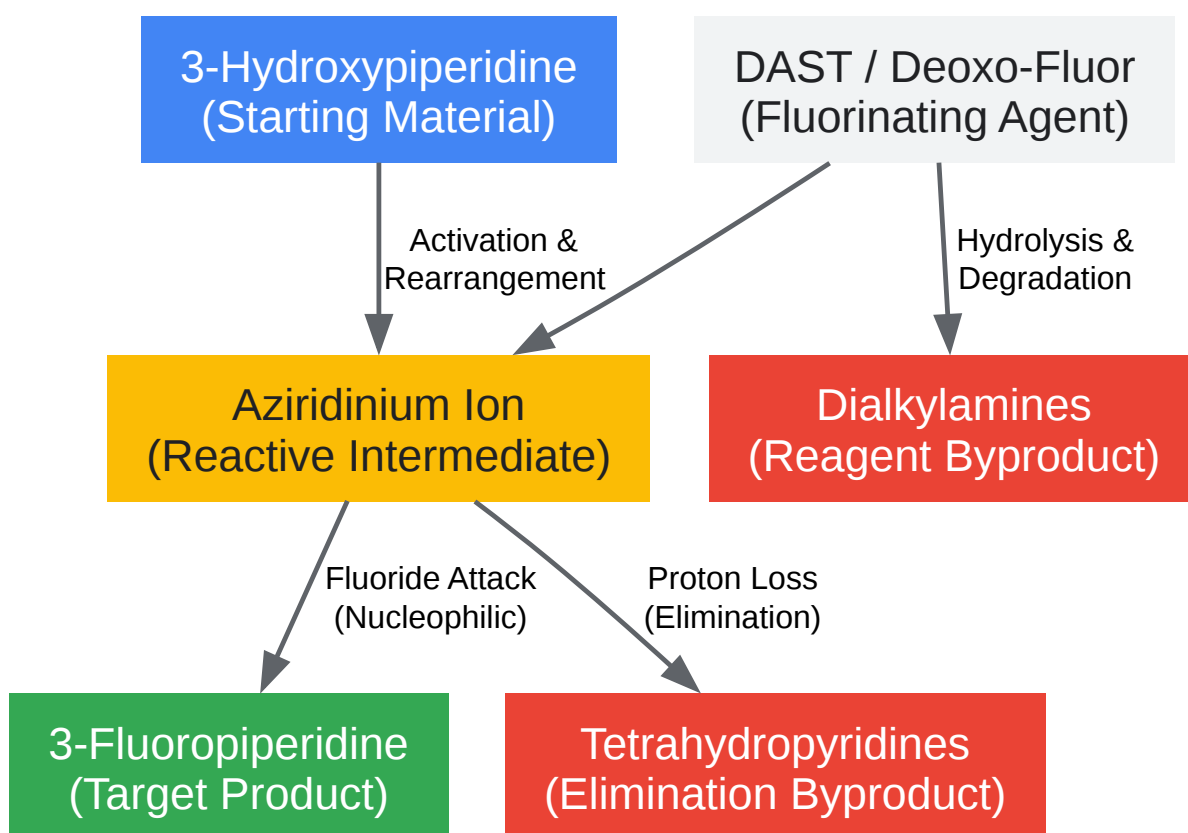 3-Hydroxypiperidine
(Starting Material)
DAST / Deoxo-Fluor
(Fluorinating Agent)
Activation &
Rearrangement
Hydrolysis &
Degradation
Aziridinium Ion
(Reactive Intermediate)
Dialkylamines
(Reagent Byproduct)
Fluoride Attack
(Nucleophilic)
Proton Loss
(Elimination)
3-Fluoropiperidine
(Target Product)
Tetrahydropyridines
(Elimination Byproduct)